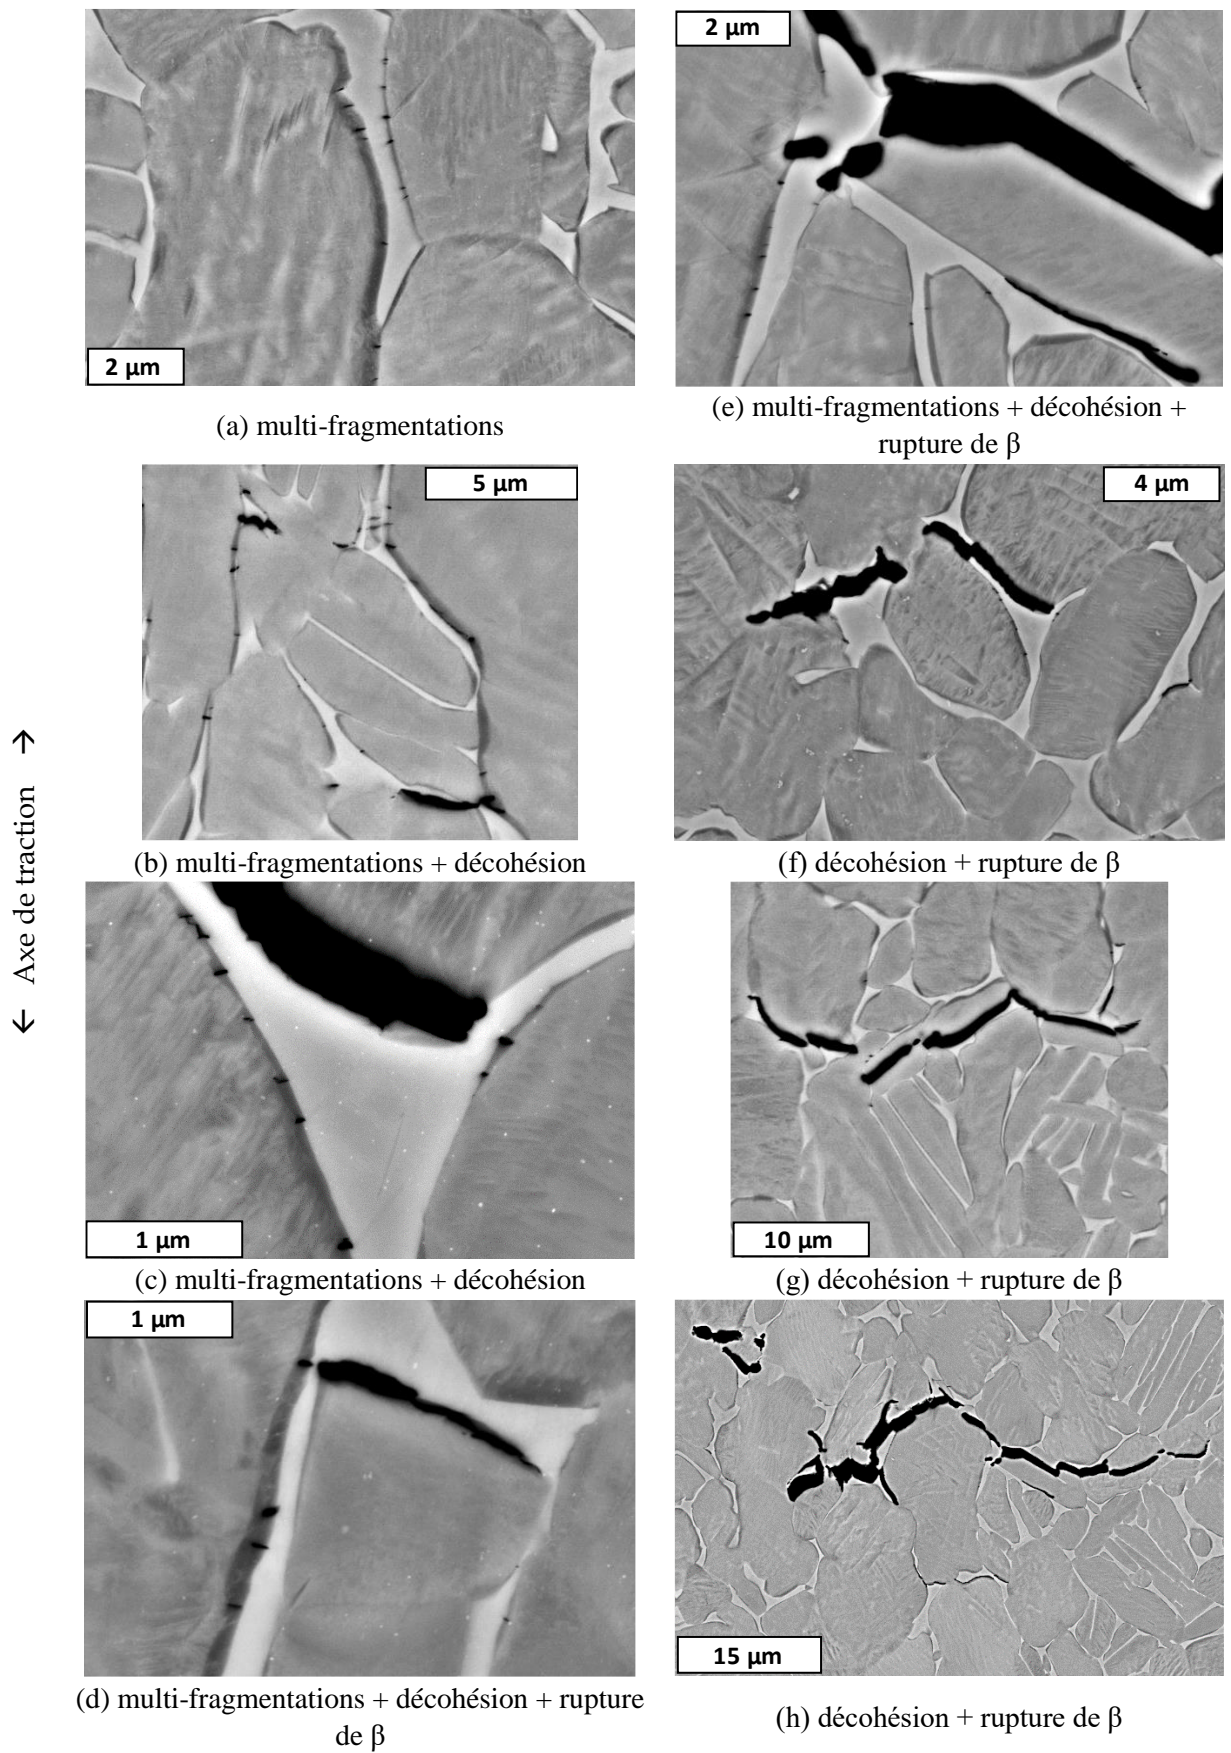 2 µm
(a) multi-fragmentations
2 µm
(e) multi-fragmentations + décohésion +
rupture de β
5 µm
(b) multi-fragmentations + décohésion
4 µm
(f) décohésion + rupture de β
← Axe de traction →
1 µm
(c) multi-fragmentations + décohésion
10 µm
(g) décohésion + rupture de β
1 µm
(d) multi-fragmentations + décohésion + rupture
de β
15 µm
(h) décohésion + rupture de β